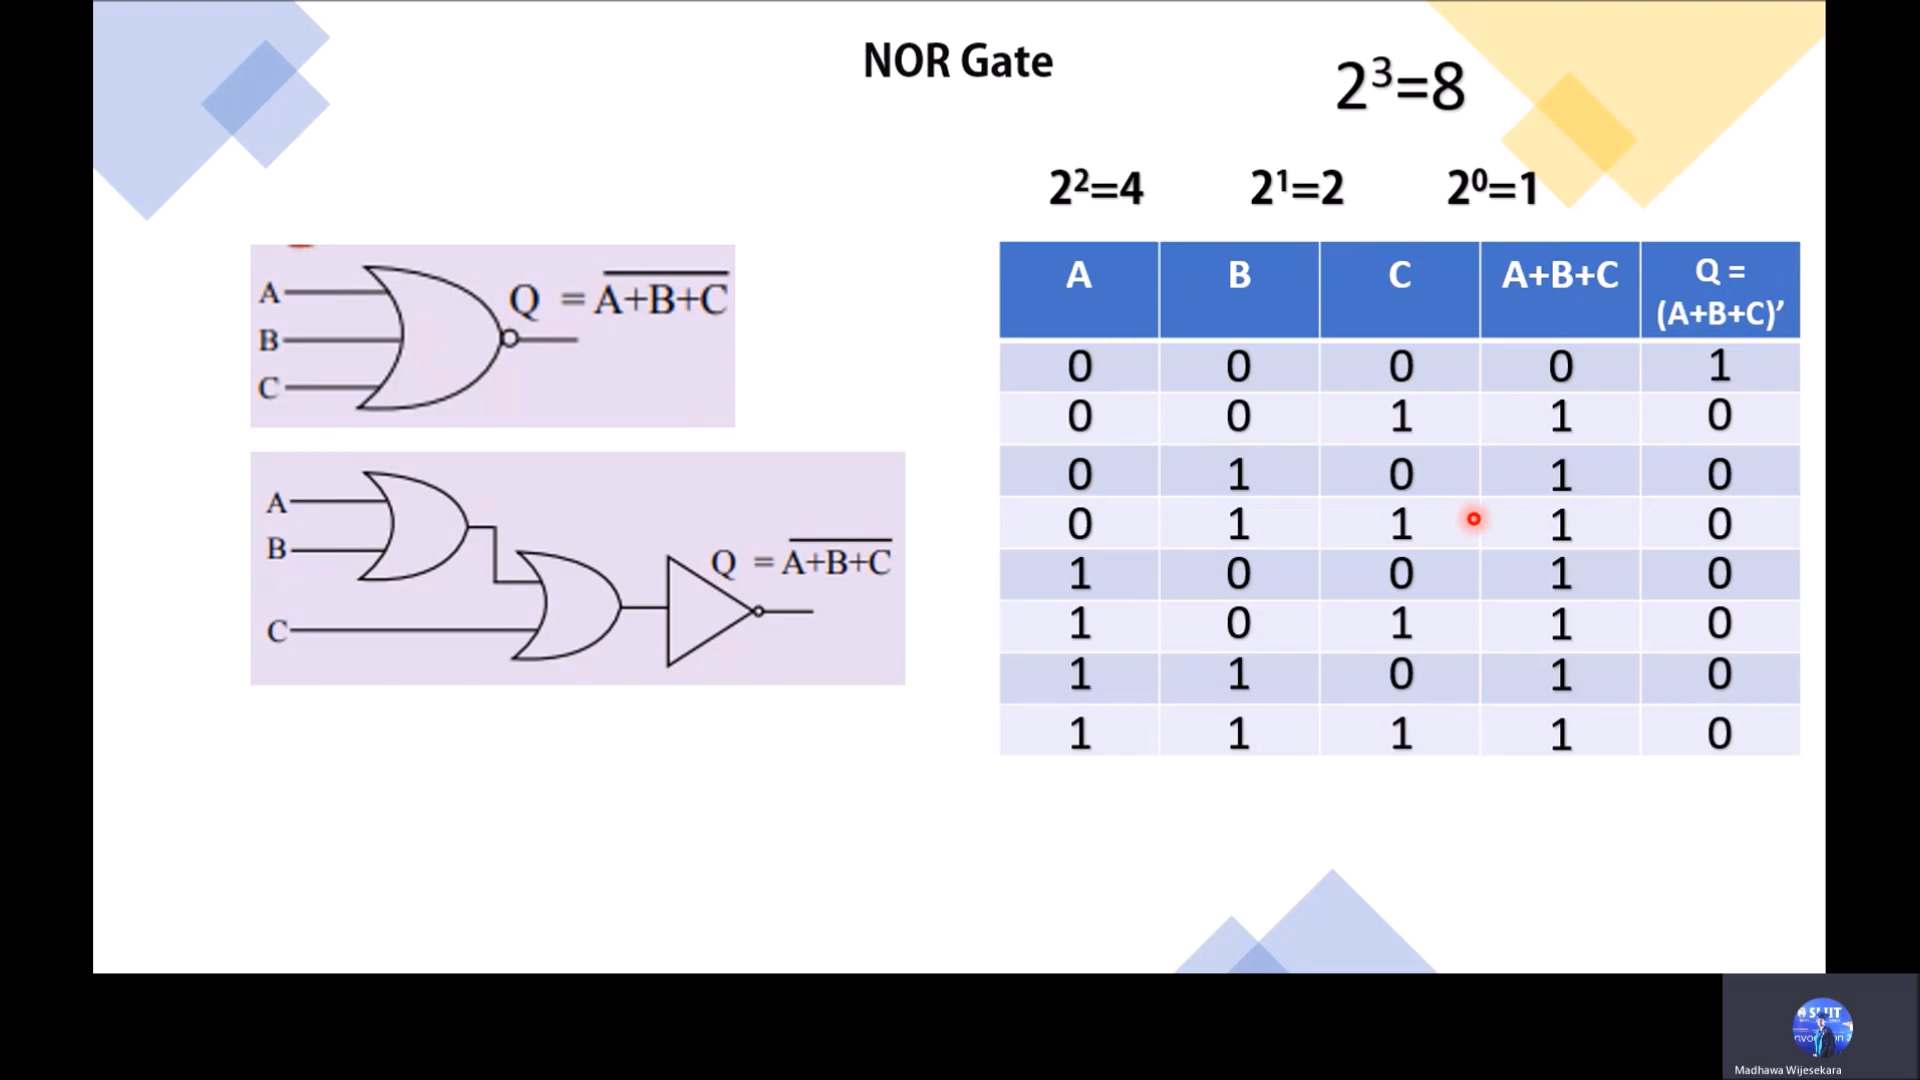 NOR Gate
2³=8
2²=4 2¹=2 2⁰=1
A
B
C
Q = A̅+̅B̅+̅C̅
A
B
C
Q = A̅+̅B̅+̅C̅
A B C A+B+C Q = (A+B+C)’
0 0 0 0 1
0 0 1 1 0
0 1 0 1 0
0 1 1 1 0
1 0 0 1 0
1 0 1 1 0
1 1 0 1 0
1 1 1 1 0
Madhawa Wijesekara